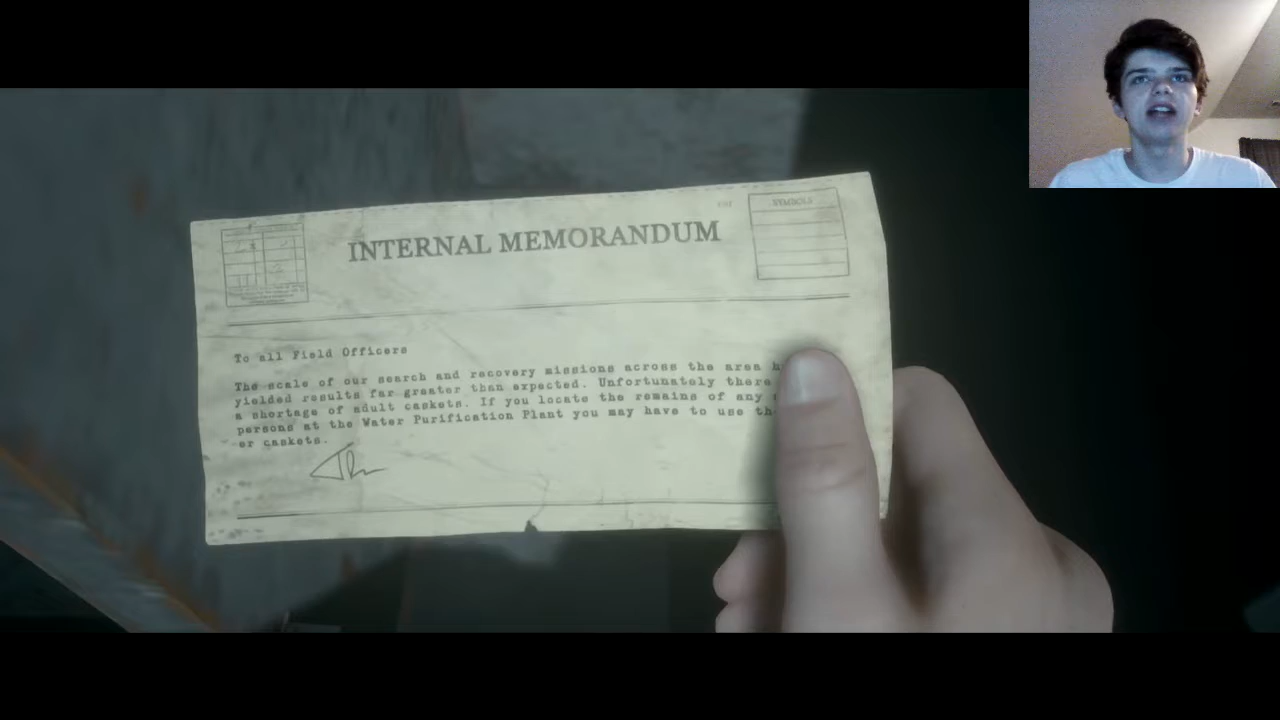 INTERNAL MEMORANDUM
SYMBOLS
To all Field Officers
The scale of our search and recovery missions across the area
yielded results far greater than expected. Unfortunately there
a shortage of adult caskets. If you locate the remains of any
persons at the Water Purification Plant you may have to use
er caskets.